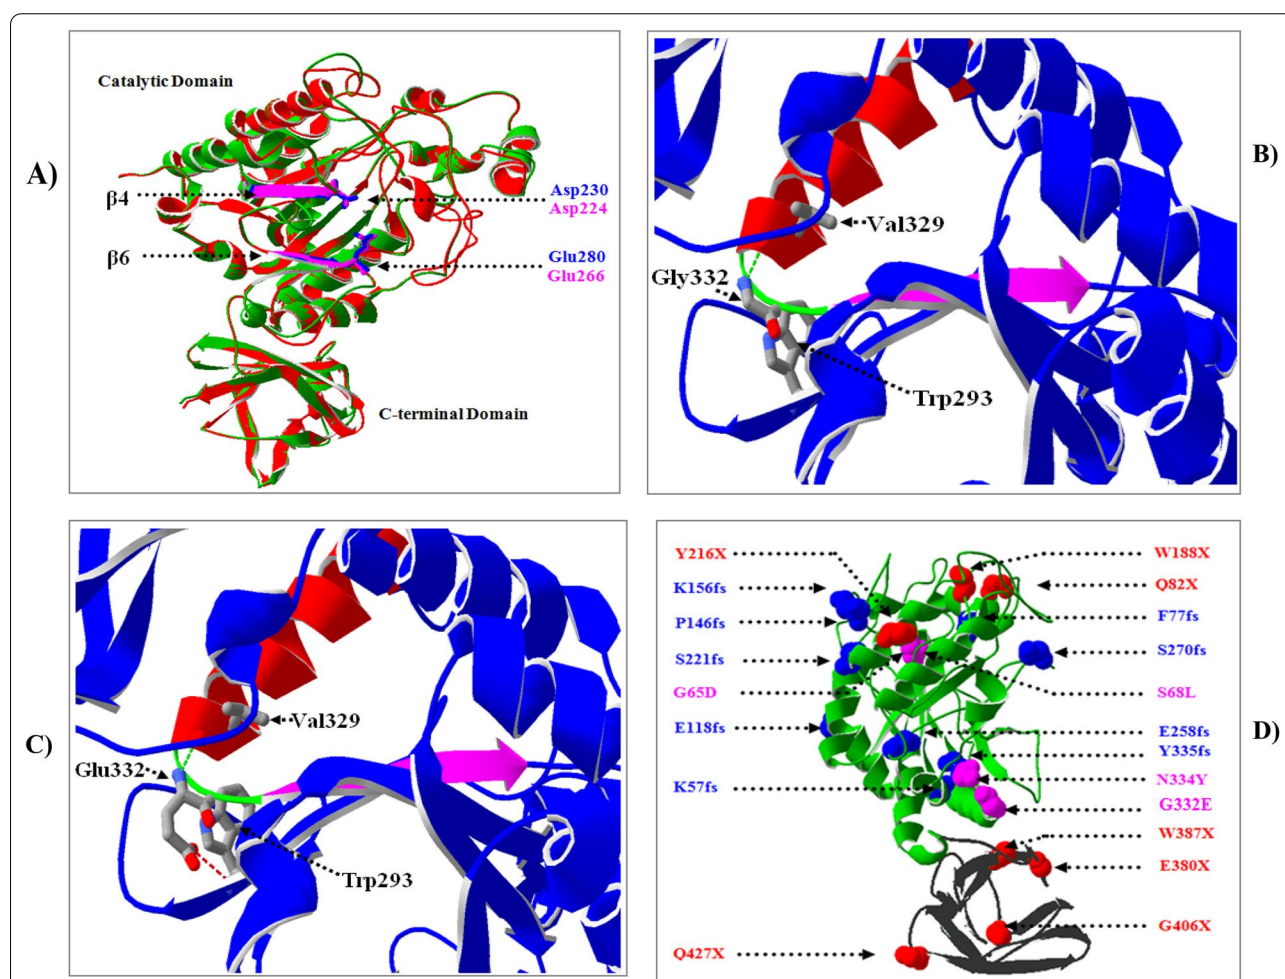 A)
Catalytic Domain
β4
β6
Asp230
Asp224
Glu280
Glu266
C-terminal Domain
B)
Val329
Gly332
Trp293
C)
Val329
Glu332
Trp293
D)
Y216X
K156fs
P146fs
S221fs
G65D
E118fs
K57fs
Q427X
W188X
Q82X
F77fs
S270fs
S68L
E258fs
Y335fs
N334Y
G332E
W387X
E380X
G406X